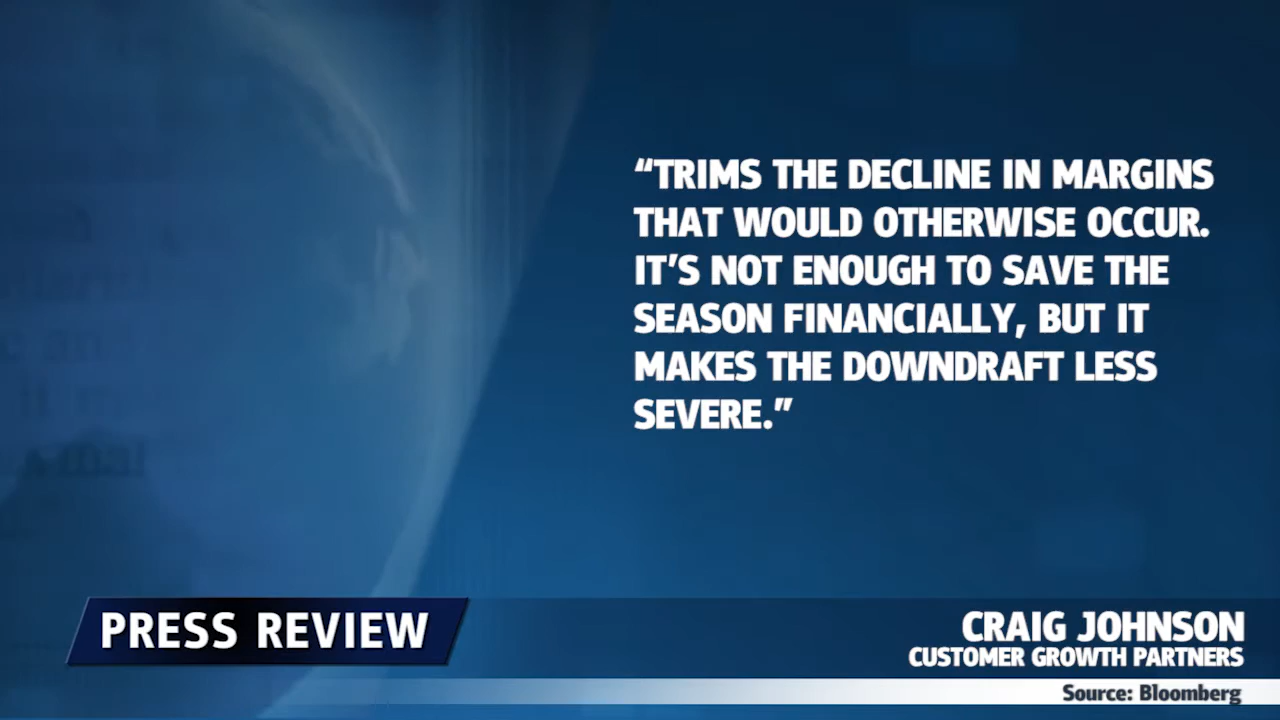 “TRIMS THE DECLINE IN MARGINS
THAT WOULD OTHERWISE OCCUR.
IT’S NOT ENOUGH TO SAVE THE
SEASON FINANCIALLY, BUT IT
MAKES THE DOWNDRAFT LESS
SEVERE.”
PRESS REVIEW
CRAIG JOHNSON
CUSTOMER GROWTH PARTNERS
Source: Bloomberg